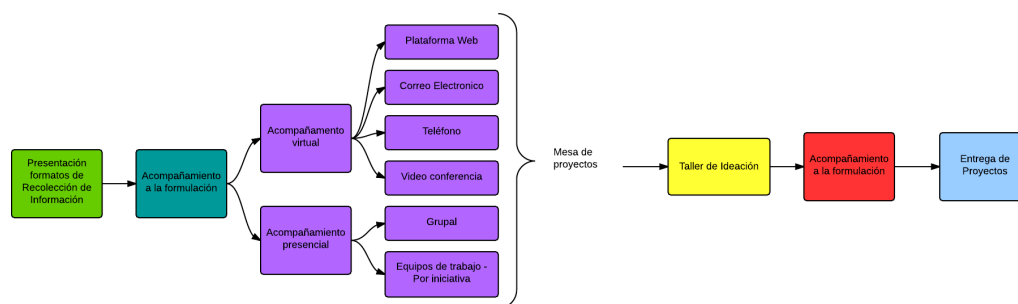 Presentación
formatos de
Recolección de
Información
Acompañamiento
a la formulación
Acompañamento
virtual
Acompañamiento
presencial
Plataforma Web
Correo Electronico
Teléfono
Video conferencia
Grupal
Equipos de trabajo -
Por iniciativa
Mesa de
proyectos
Taller de Ideación
Acompañamiento
a la formulación
Entrega de
Proyectos